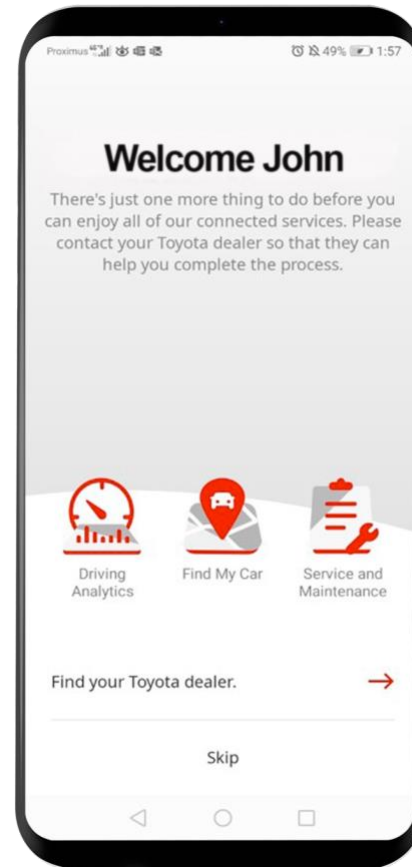 Proximus 49% 1:57
Welcome John
There's just one more thing to do before you
can enjoy all of our connected services. Please
contact your Toyota dealer so that they can
help you complete the process.
Driving Find My Car Service and
Analytics Maintenance
Find your Toyota dealer.
Skip